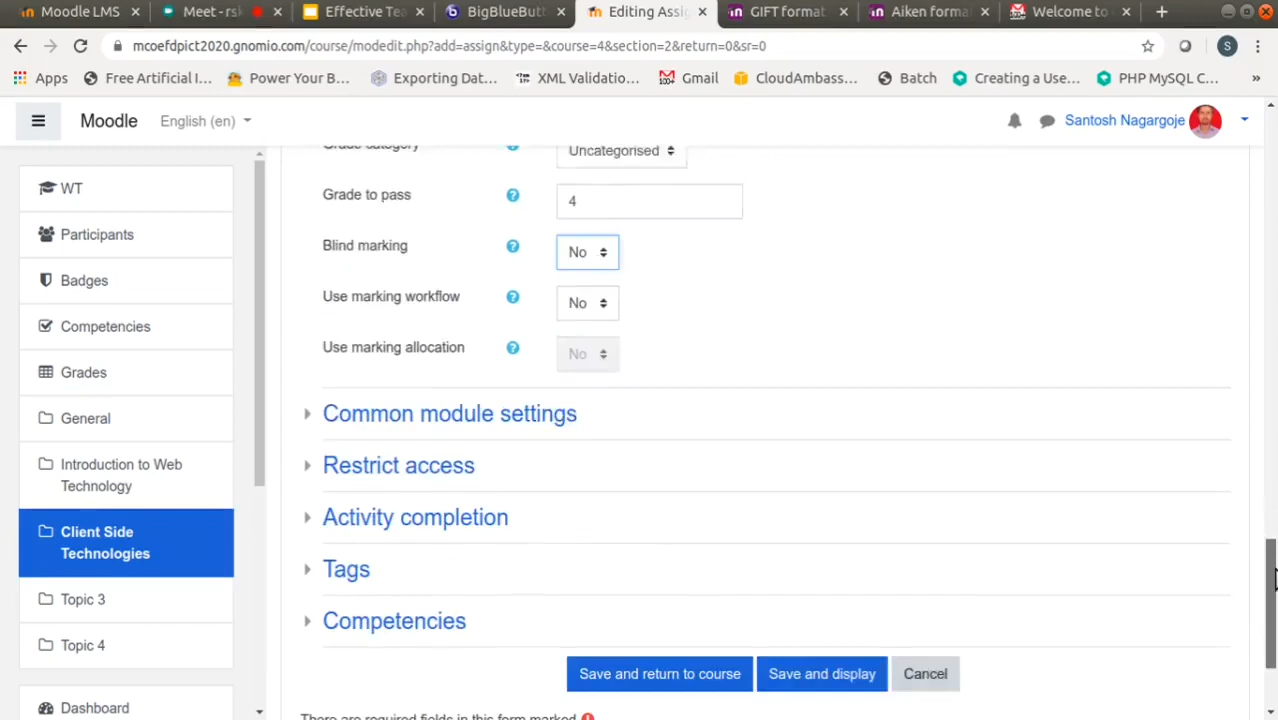 Moodle LMS
Meet - rsk
Effective Tea
BigBlueButt
Editing Assig
GIFT format
Aiken forma
Welcome to
mcoefdpict2020.gnomio.com/course/modedit.php?add=assign&type=&course=4&section=2&return=0&sr=0
S
Apps
Free Artificial I...
Power Your B...
Exporting Dat...
XML Validatio...
Gmail
CloudAmbass...
Batch
Creating a Use...
PHP MySQL C...
»
Moodle
English (en)
Santosh Nagargoje
WT
Participants
Badges
Competencies
Grades
General
Introduction to Web
Technology
Client Side
Technologies
Topic 3
Topic 4
Dashboard
Grade category
Uncategorised
Grade to pass
4
Blind marking
No
Use marking workflow
No
Use marking allocation
No
Common module settings
Restrict access
Activity completion
Tags
Competencies
Save and return to course
Save and display
Cancel
There are required fields in this form marked